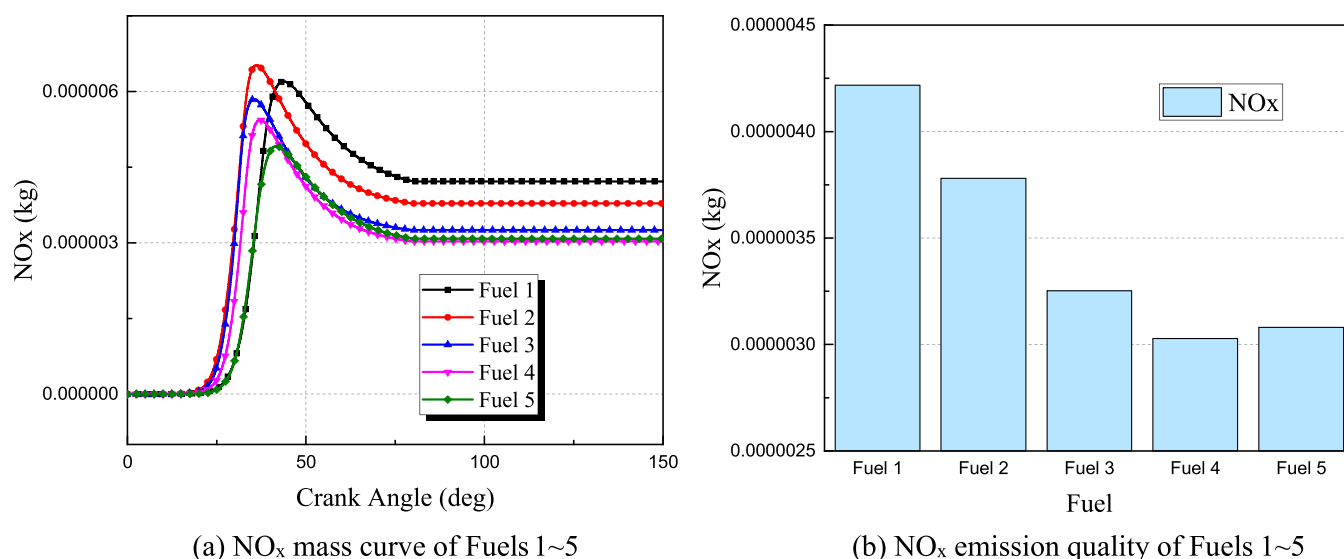 0.000006
0.000003
0.000000
NOx (kg)
0
50
100
150
Crank Angle (deg)
Fuel 1
Fuel 2
Fuel 3
Fuel 4
Fuel 5
(a) NOx mass curve of Fuels 1~5
0.0000045
0.0000040
0.0000035
0.0000030
0.0000025
NOx (kg)
NOx
Fuel 1
Fuel 2
Fuel 3
Fuel 4
Fuel 5
Fuel
(b) NOx emission quality of Fuels 1~5